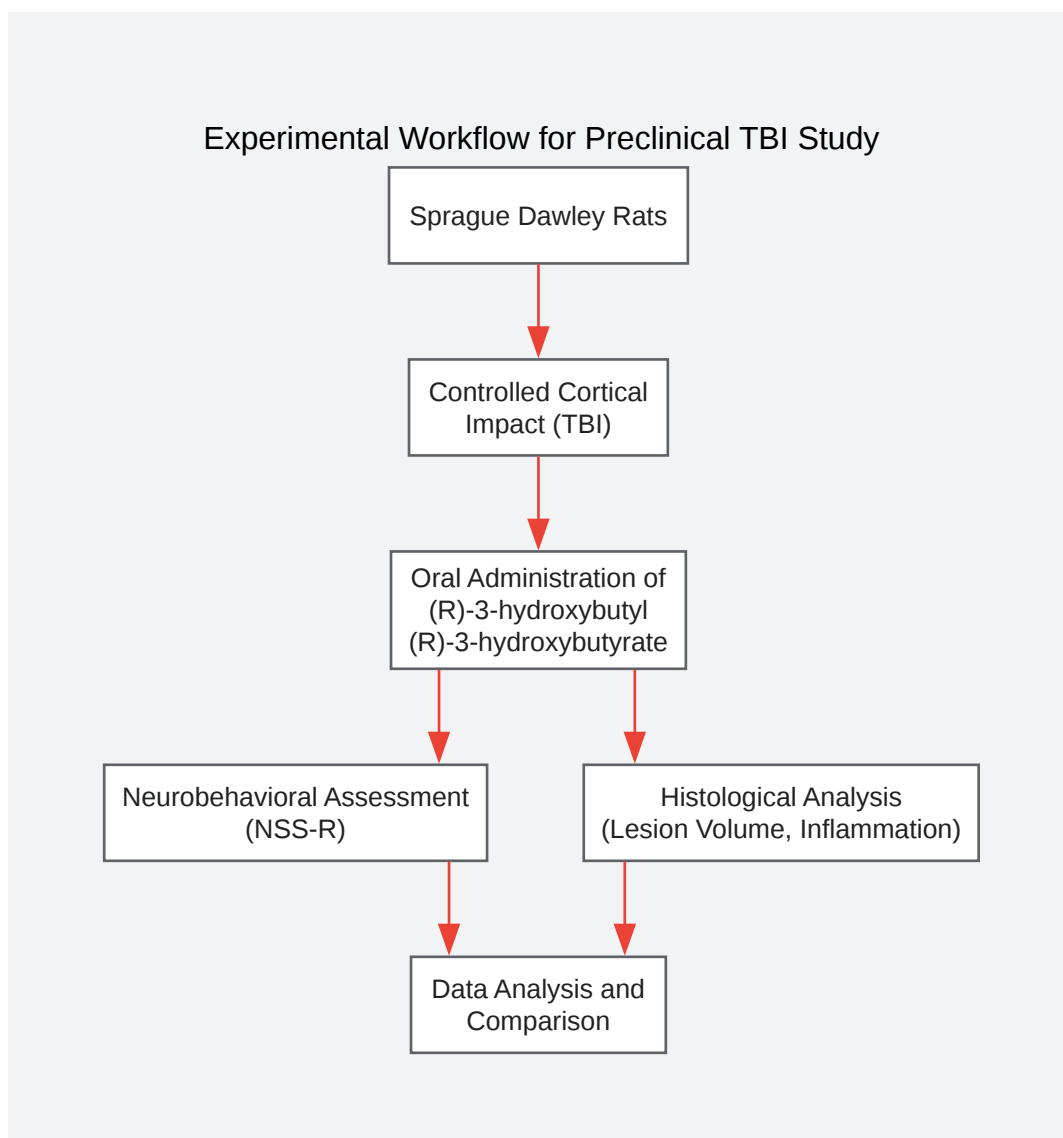 Experimental Workflow for Preclinical TBI Study
Sprague Dawley Rats
Controlled Cortical
Impact (TBI)
Oral Administration of
(R)-3-hydroxybutyl
(R)-3-hydroxybutyrate
Neurobehavioral Assessment
(NSS-R)
Histological Analysis
(Lesion Volume, Inflammation)
Data Analysis and
Comparison